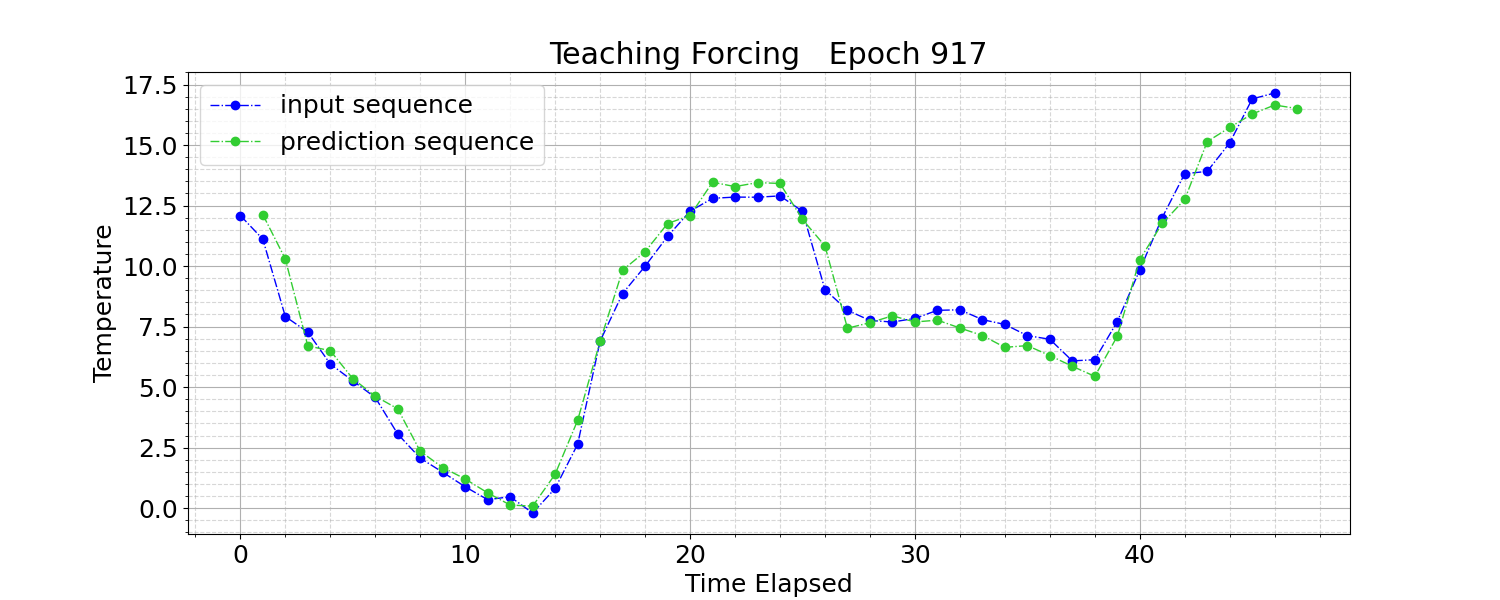 Teaching Forcing   Epoch 917
input sequence
prediction sequence
Temperature
17.5
15.0
12.5
10.0
7.5
5.0
2.5
0.0
0 10 20 30 40
Time Elapsed